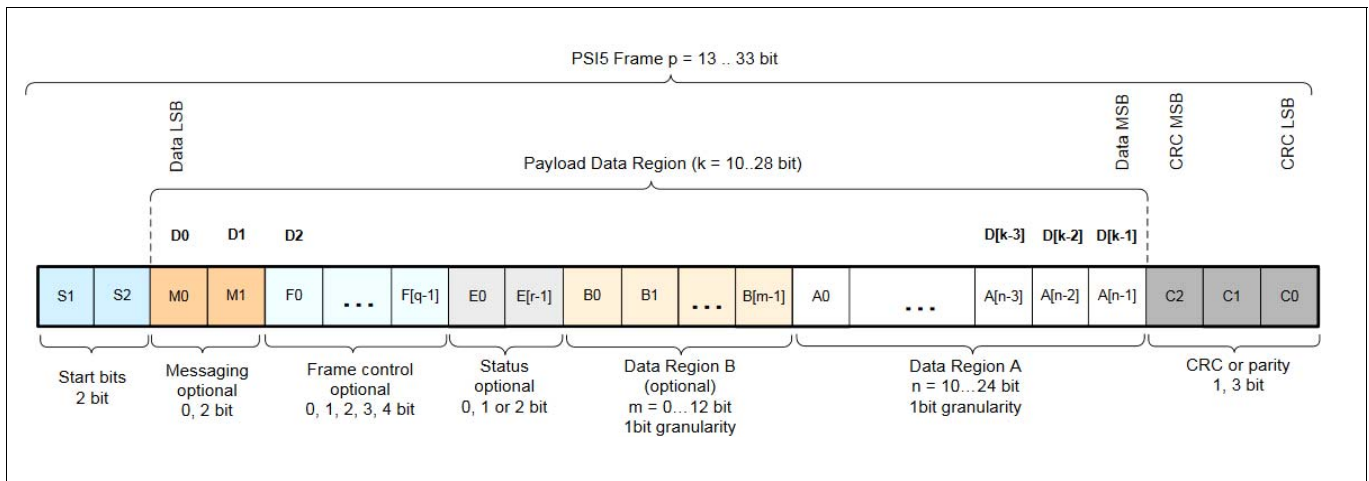 PSI5 Frame p = 13 .. 33 bit
Data LSB
Data MSB
CRC MSB
CRC LSB
Payload Data Region (k = 10..28 bit)
D0 D1 D2 D[k-3] D[k-2] D[k-1]
S1 S2 M0 M1 F0 ... F[q-1] E0 E[r-1] B0 B1 ... B[m-1] A0 ... A[n-3] A[n-2] A[n-1] C2 C1 C0
Start bits
2 bit
Messaging
optional
0, 2 bit
Frame control
optional
0, 1, 2, 3, 4 bit
Status
optional
0, 1 or 2 bit
Data Region B
(optional)
m = 0...12 bit
1bit granularity
Data Region A
n = 10...24 bit
1bit granularity
CRC or parity
1, 3 bit